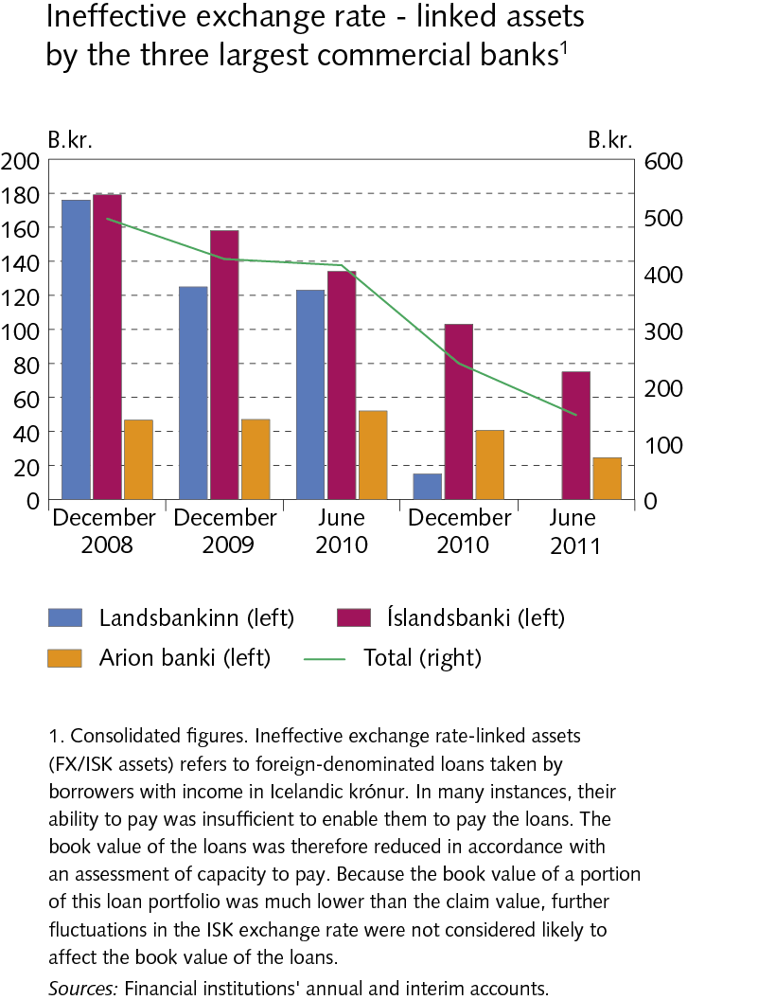 Ineffective exchange rate - linked assets
by the three largest commercial banks1
B.kr. B.kr.
200 600
180
160 500
140
120 400
100 300
80
60 200
40 100
20
0 0
December December June December June
2008 2009 2010 2010 2011
Landsbankinn (left) Íslandsbanki (left)
Arion banki (left) Total (right)
1. Consolidated figures. Ineffective exchange rate-linked assets
(FX/ISK assets) refers to foreign-denominated loans taken by
borrowers with income in Icelandic krónur. In many instances, their
ability to pay was insufficient to enable them to pay the loans. The
book value of the loans was therefore reduced in accordance with
an assessment of capacity to pay. Because the book value of a portion
of this loan portfolio was much lower than the claim value, further
fluctuations in the ISK exchange rate were not considered likely to
affect the book value of the loans.
Sources: Financial institutions' annual and interim accounts.